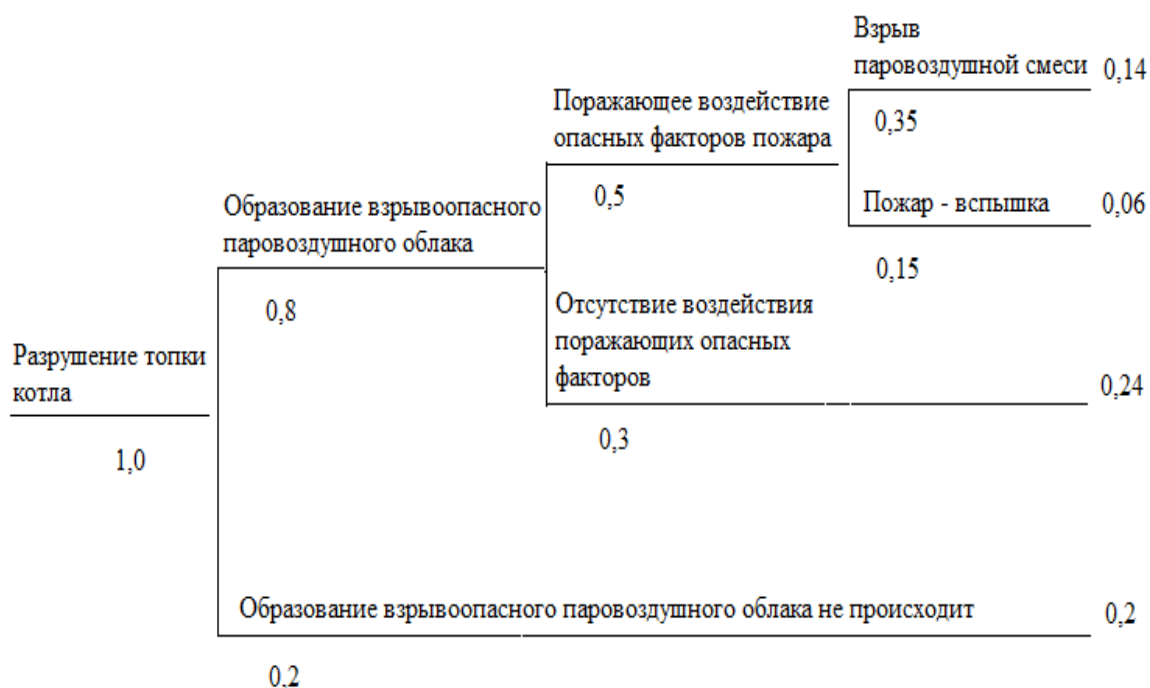 Взрыв
паровоздушной смеси 0,14
Поражающее воздействие
опасных факторов пожара
0,35
Образование взрывоопасного
паровоздушного облака
0,5
Пожар - вспышка 0,06
0,15
0,8
Отсутствие воздействия
поражающих опасных
факторов
0,24
Разрушение топки
котла
0,3
1,0
Образование взрывоопасного паровоздушного облака не происходит 0,2
0,2